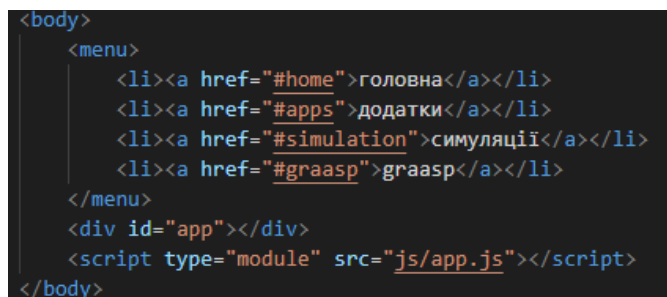 <body>
<menu>
<li><a href="#home">головна</a></li>
<li><a href="#apps">додатки</a></li>
<li><a href="#simulation">симуляції</a></li>
<li><a href="#graasp">graasp</a></li>
</menu>
<div id="app"></div>
<script type="module" src="js/app.js"></script>
</body>